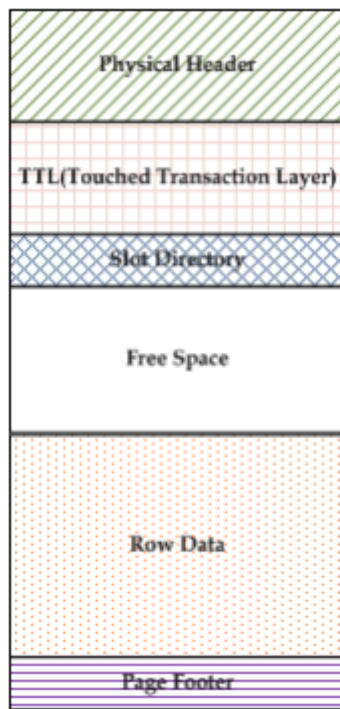 Physical Header
TTL(Touched Transaction Layer)
Slot Directory
Free Space
Row Data
Page Footer